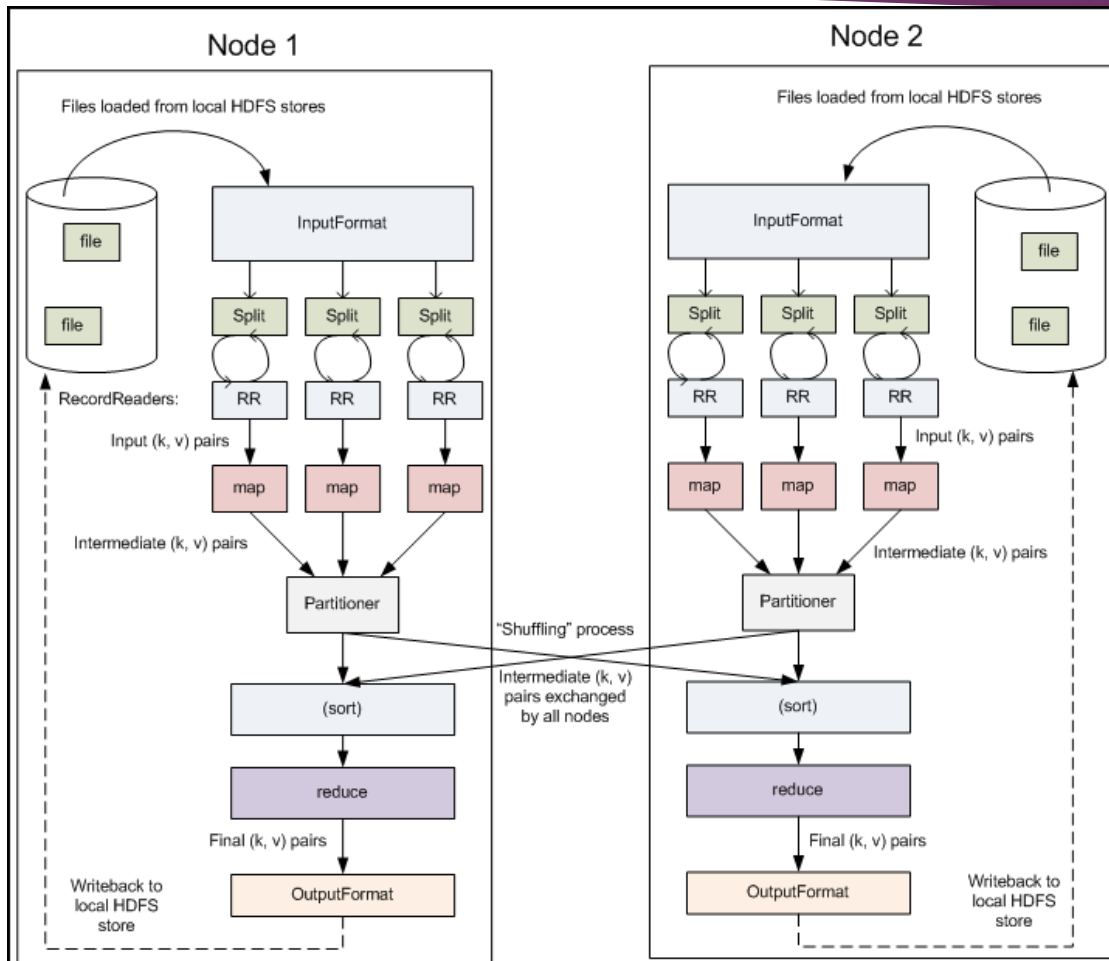 Node 1
Files loaded from local HDFS stores
InputFormat
file
file
Split
Split
Split
RecordReaders:
RR
RR
RR
Input (k, v) pairs
map
map
map
Intermediate (k, v) pairs
Partitioner
"Shuffling" process
Intermediate (k, v)
pairs exchanged
by all nodes
(sort)
reduce
Final (k, v) pairs
OutputFormat
Writeback to
local HDFS
store
Node 2
Files loaded from local HDFS stores
InputFormat
file
file
Split
Split
Split
RR
RR
RR
Input (k, v) pairs
map
map
map
Intermediate (k, v) pairs
Partitioner
(sort)
reduce
Final (k, v) pairs
OutputFormat
Writeback to
local HDFS
store